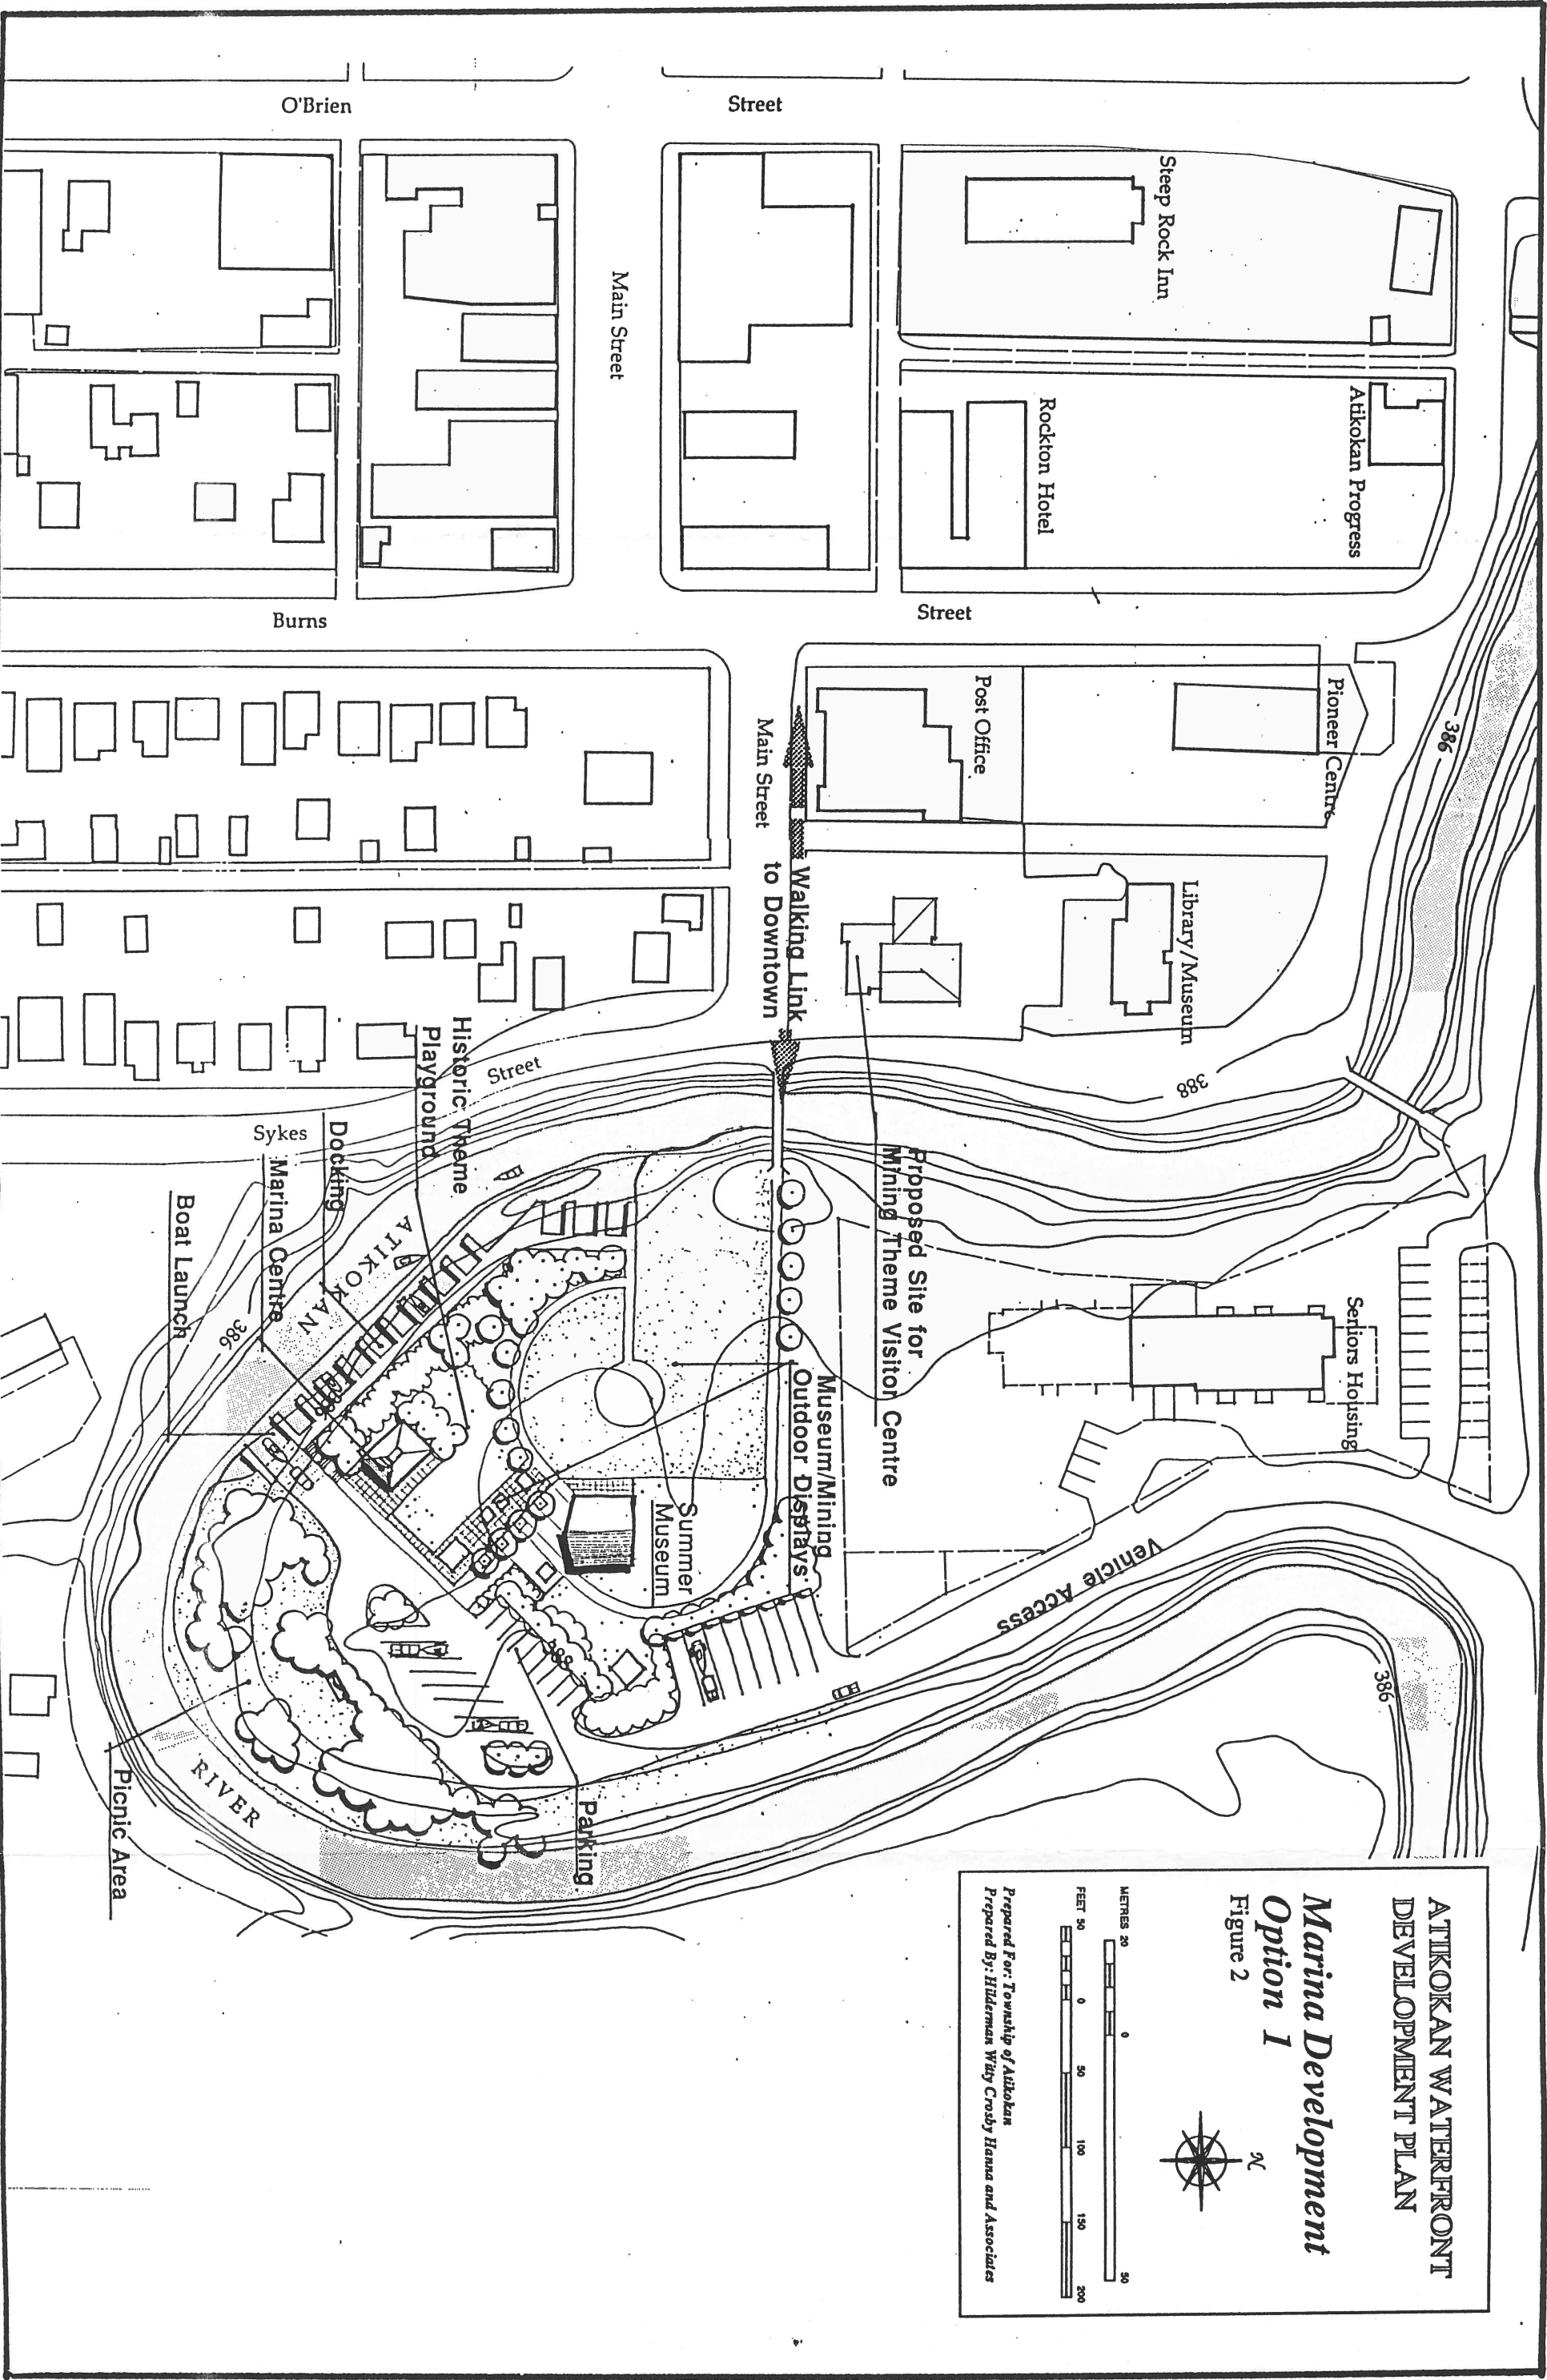 O'Brien
Street
Steep Rock Inn
Main Street
Rockton Hotel
Atikokan Progress
Burns
Street
Post Office
Pioneer Centre
386
Main Street
Walking Link
to Downtown
Library/Museum
388
Street
Sykes
Historic Theme
Playground
Docking
Marina Centre
Boat Launch
ATIKOKAN
386
Proposed Site for
Mining Theme Visitor Centre
Seniors Housing
Museum/Mining
Outdoor Displays
Summer
Museum
Vehicle Access
388
386
Parking
RIVER
Picnic Area
ATIKOKAN WATERFRONT
DEVELOPMENT PLAN
Marina Development
Option 1
Figure 2
N
METRES 20 0 50
FEET 50 0 50 100 150 200
Prepared For: Township of Atikokan
Prepared By: Hilderman Witty Crosby Hanna and Associates